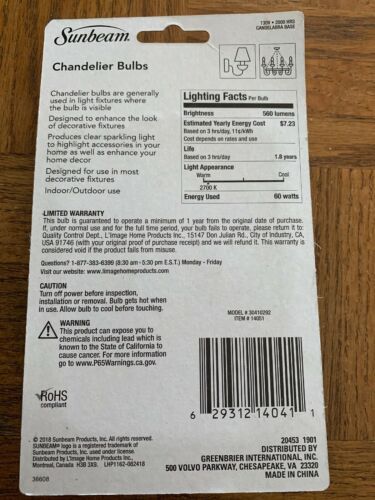 Sunbeam®
130V • 2000 HRS
CANDELABRA BASE
Chandelier Bulbs
Chandelier bulbs are generally
used in light fixtures where
the bulb is visible
Designed to enhance the look
of decorative fixtures
Produces clear sparkling light
to highlight accessories in your
home as well as enhance your
home decor
Designed for use in most
decorative fixtures
Indoor/Outdoor use
Lighting Facts Per Bulb
Brightness 560 lumens
Estimated Yearly Energy Cost $7.23
Based on 3 hrs/day, 11¢/kWh
Cost depends on rates and use
Life
Based on 3 hrs/day 1.8 years
Light Appearance
Warm Cool
2700 K
Energy Used 60 watts
LIMITED WARRANTY
This bulb is guaranteed to operate a minimum of 1 year from the original date of purchase.
If, under normal use and for the full time period, your bulb fails to operate, please return it to:
Quality Control Dept., L'Image Home Products Inc., 15147 Don Julian Rd., City of Industry, CA,
USA 91746 (with your original proof of purchase receipt) and we will refund it. This warranty is
considered void if the product fails from misuse.
Questions? 1-877-383-6399 (8:30 am - 5:30 pm E.S.T.) Monday - Friday
Visit our website: www.limagehomeproducts.com
CAUTION
Turn off power before inspection,
installation or removal. Bulb gets hot when
in use. Allow bulb to cool before touching.
WARNING
This product can expose you to
chemicals including lead which is
known to the State of California to
cause cancer. For more information
go to www.P65Warnings.ca.gov.
MODEL # 30410292
ITEM # 14051
RoHS
compliant
6 29312 14041 1
© 2018 Sunbeam Products, Inc. All rights reserved.
SUNBEAM® logo is a registered trademark of
Sunbeam Products, Inc. used under license.
Distributed by L'Image Home Products Inc.,
Montreal, Canada H3B 3X9. LHP1162-062418
38608
20453 1901
DISTRIBUTED BY
GREENBRIER INTERNATIONAL, INC.
500 VOLVO PARKWAY, CHESAPEAKE, VA 23320
MADE IN CHINA